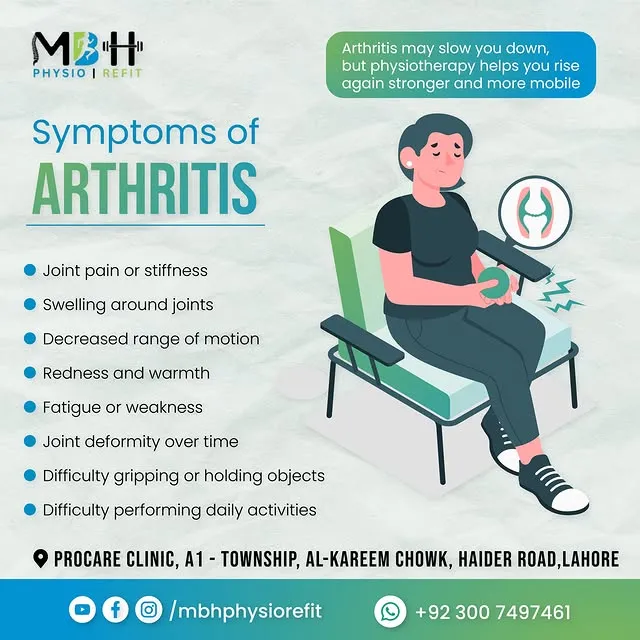 MBH
PHYSIO | REFIT
Arthritis may slow you down,
but physiotherapy helps you rise
again stronger and more mobile
Symptoms of
ARTHRITIS
Joint pain or stiffness
Swelling around joints
Decreased range of motion
Redness and warmth
Fatigue or weakness
Joint deformity over time
Difficulty gripping or holding objects
Difficulty performing daily activities
PROCARE CLINIC, A1 - TOWNSHIP, AL-KAREEM CHOWK, HAIDER ROAD,LAHORE
/mbhphysiorefit
+92 300 7497461